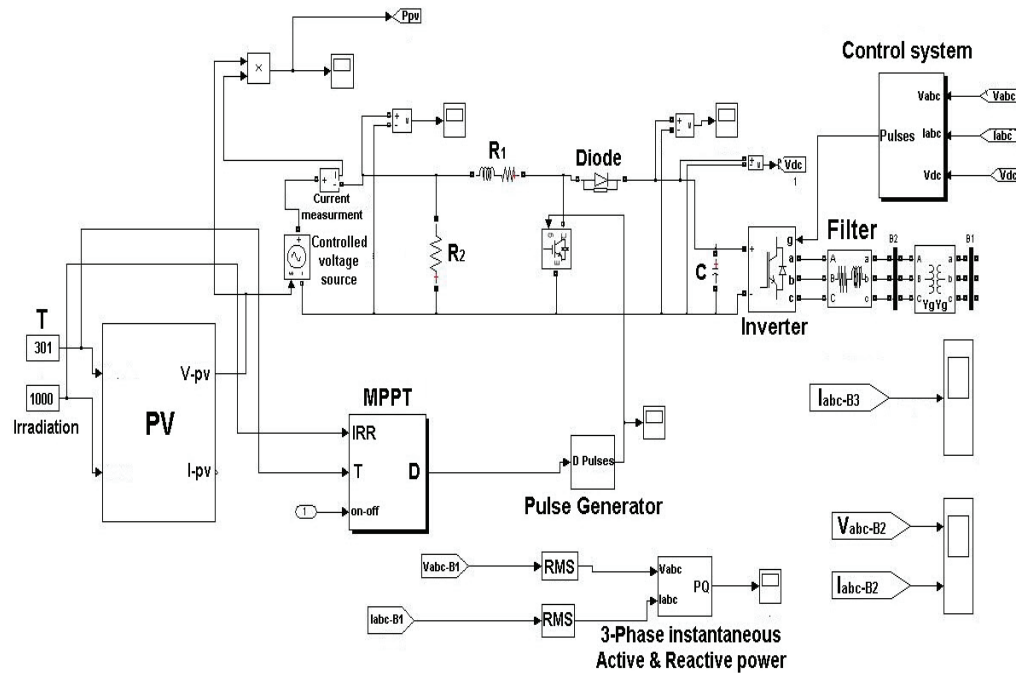 Ppv
×
Control system
Vabc
Iabc
Vdc
Pulses
Vabc
Iabc
Vdc
+
-
v
+
-
v
+
-
v
Vdc
1
R1
Diode
+
-
Current
measurment
Controlled
voltage
source
R2
C
+
-
g
a
b
c
Inverter
Filter
A
B
C
a
b
c
B2
B1
A
B
C
a
b
c
YgYg
T
301
1000
Irradiation
PV
V-pv
I-pv
MPPT
IRR
T
on-off
D
1
D Pulses
Pulse Generator
Iabc-B3
Vabc-B2
Iabc-B2
Vabc-B1
RMS
Iabc-B1
RMS
Vabc
Iabc
PQ
3-Phase instantaneous
Active & Reactive power